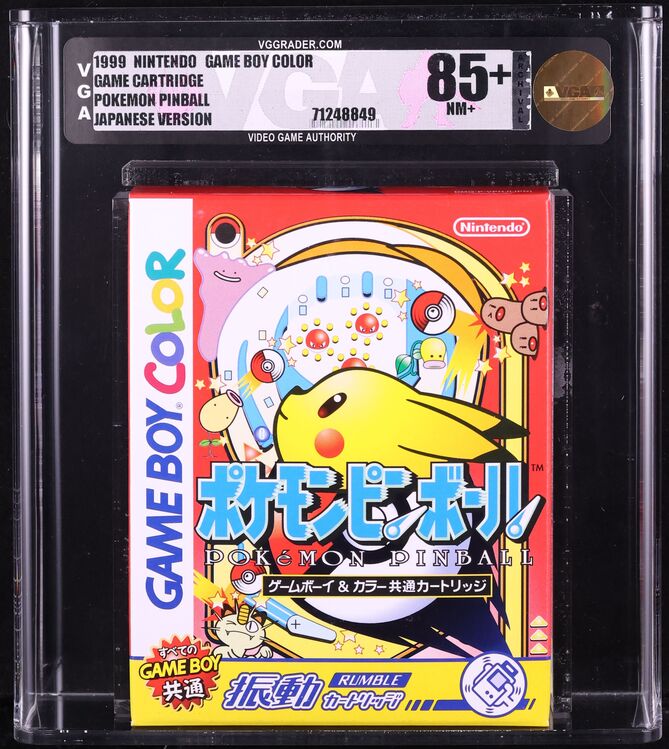 VGGRADER.COM
VGA
1999 NINTENDO GAME BOY COLOR
GAME CARTRIDGE
POKEMON PINBALL
JAPANESE VERSION
71248849
85+
NM+
ARCHIVAL
VGA
VIDEO GAME AUTHORITY
Nintendo®
GAME BOY® COLOR
ポケモンピンボール
TM
POKéMON PINBALL
ゲームボーイ&カラー共通カートリッジ
すべての
GAME BOY
共通
振動
RUMBLE
カートリッジ